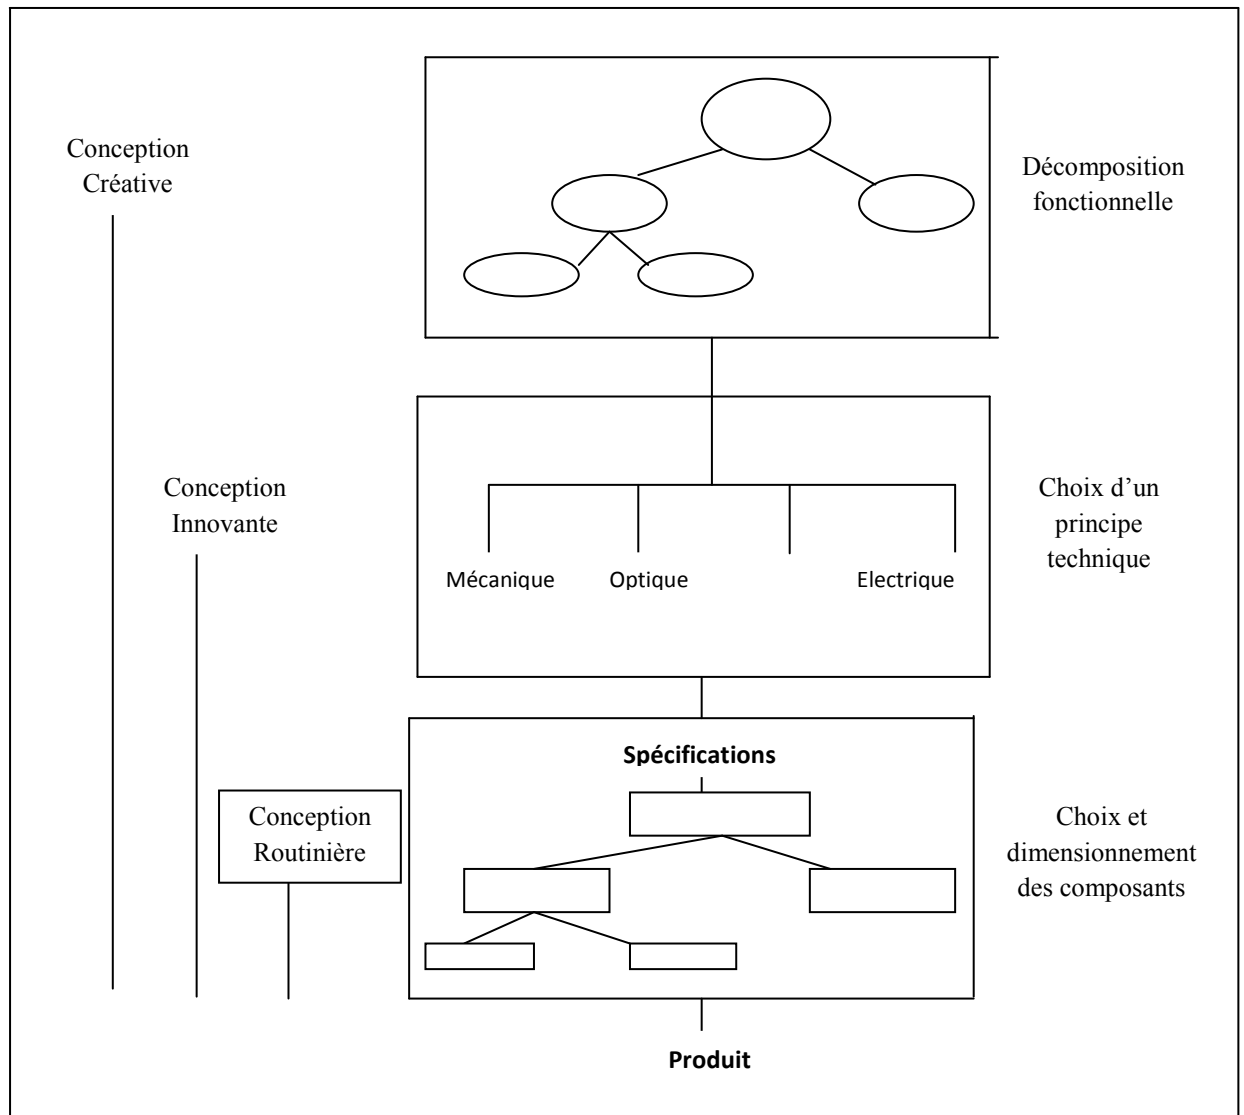 Conception
Créative
Décomposition
fonctionnelle
Conception
Innovante
Choix d’un
principe
technique
Mécanique
Optique
Electrique
Spécifications
Conception
Routinière
Choix et
dimensionnement
des composants
Produit